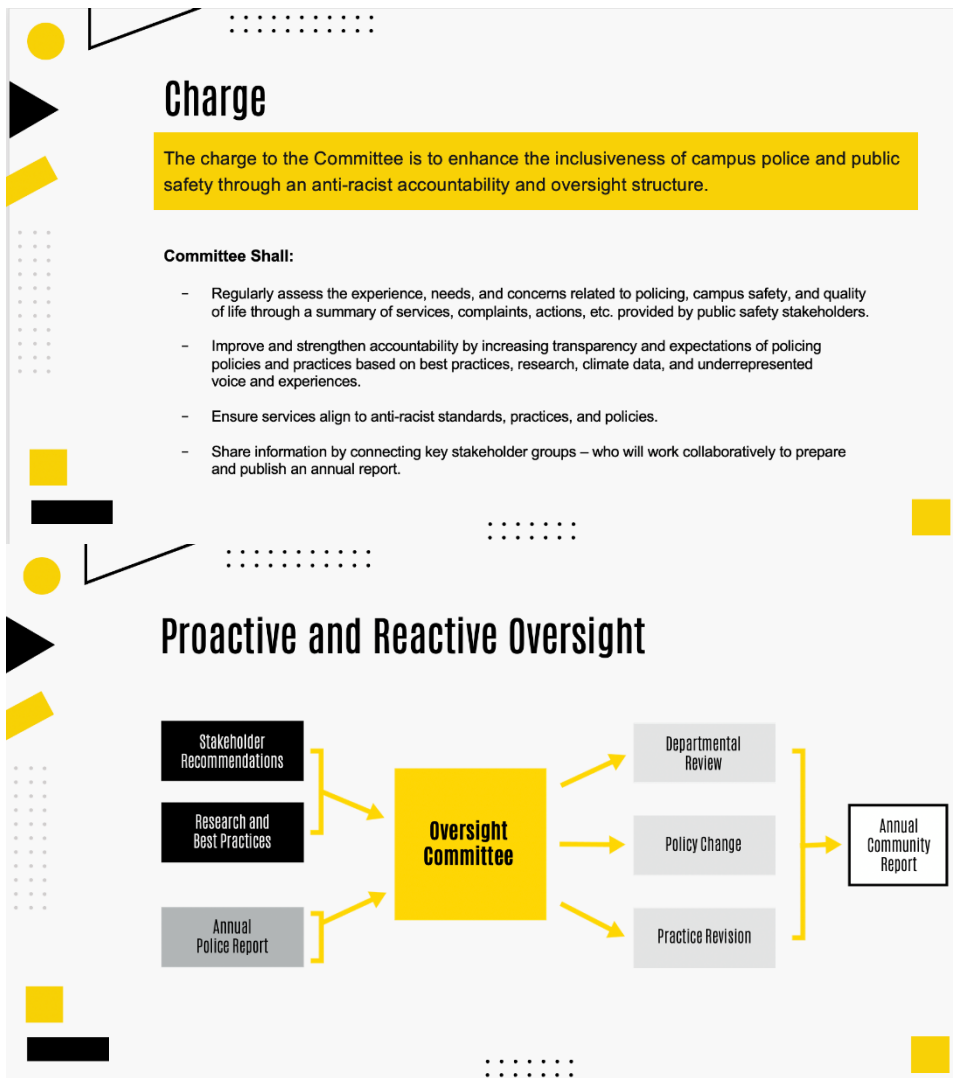 Charge
The charge to the Committee is to enhance the inclusiveness of campus police and public
safety through an anti-racist accountability and oversight structure.
Committee Shall:
– Regularly assess the experience, needs, and concerns related to policing, campus safety, and quality
of life through a summary of services, complaints, actions, etc. provided by public safety stakeholders.
– Improve and strengthen accountability by increasing transparency and expectations of policing
policies and practices based on best practices, research, climate data, and underrepresented
voice and experiences.
– Ensure services align to anti-racist standards, practices, and policies.
– Share information by connecting key stakeholder groups – who will work collaboratively to prepare
and publish an annual report.
Proactive and Reactive Oversight
Stakeholder
Recommendations
Research and
Best Practices
Annual
Police Report
Oversight
Committee
Departmental
Review
Policy Change
Practice Revision
Annual
Community
Report